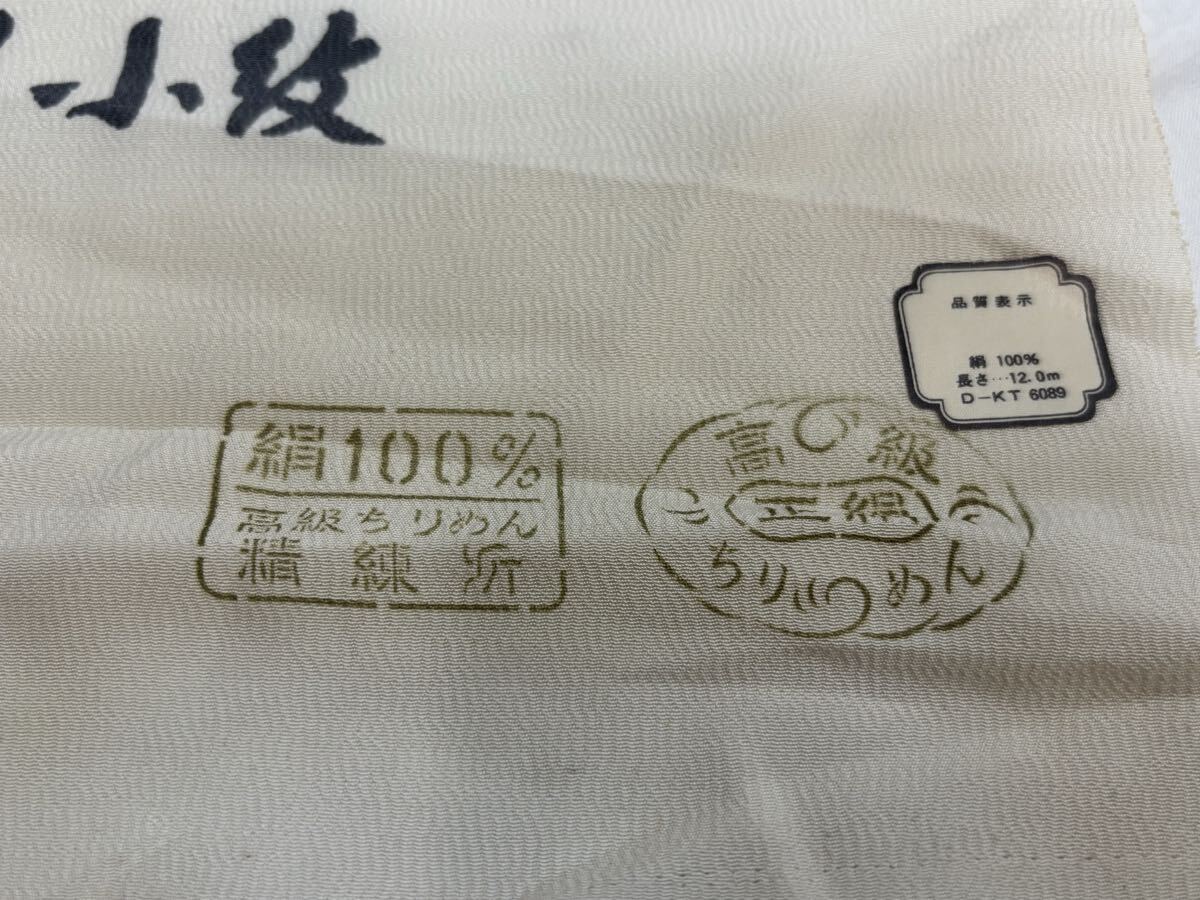 小紋
品質表示
絹 100%
長さ…12.0m
D-KT 6089
絹100%
高級ちりめん
精練所
高級
正絹
ちりめん